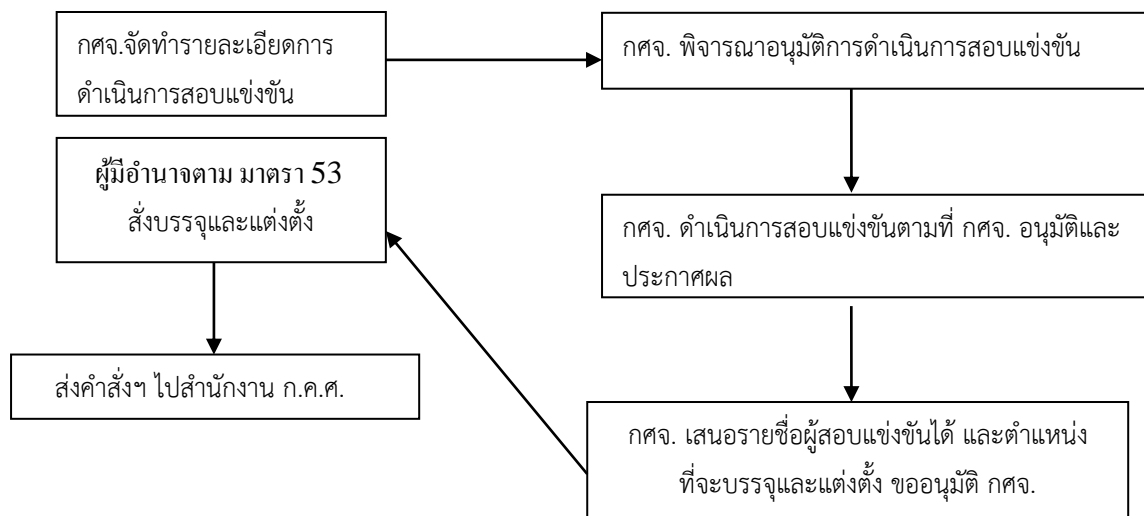 กศจ.จัดทำรายละเอียดการ
ดำเนินการสอบแข่งขัน
กศจ. พิจารณาอนุมัติการดำเนินการสอบแข่งขัน
กศจ. ดำเนินการสอบแข่งขันตามที่ กศจ. อนุมัติและ
ประกาศผล
กศจ. เสนอรายชื่อผู้สอบแข่งขันได้ และตำแหน่ง
ที่จะบรรจุและแต่งตั้ง ขออนุมัติ กศจ.
ผู้มีอำนาจตาม มาตรา 53
สั่งบรรจุและแต่งตั้ง
ส่งคำสั่งฯ ไปสำนักงาน ก.ค.ศ.